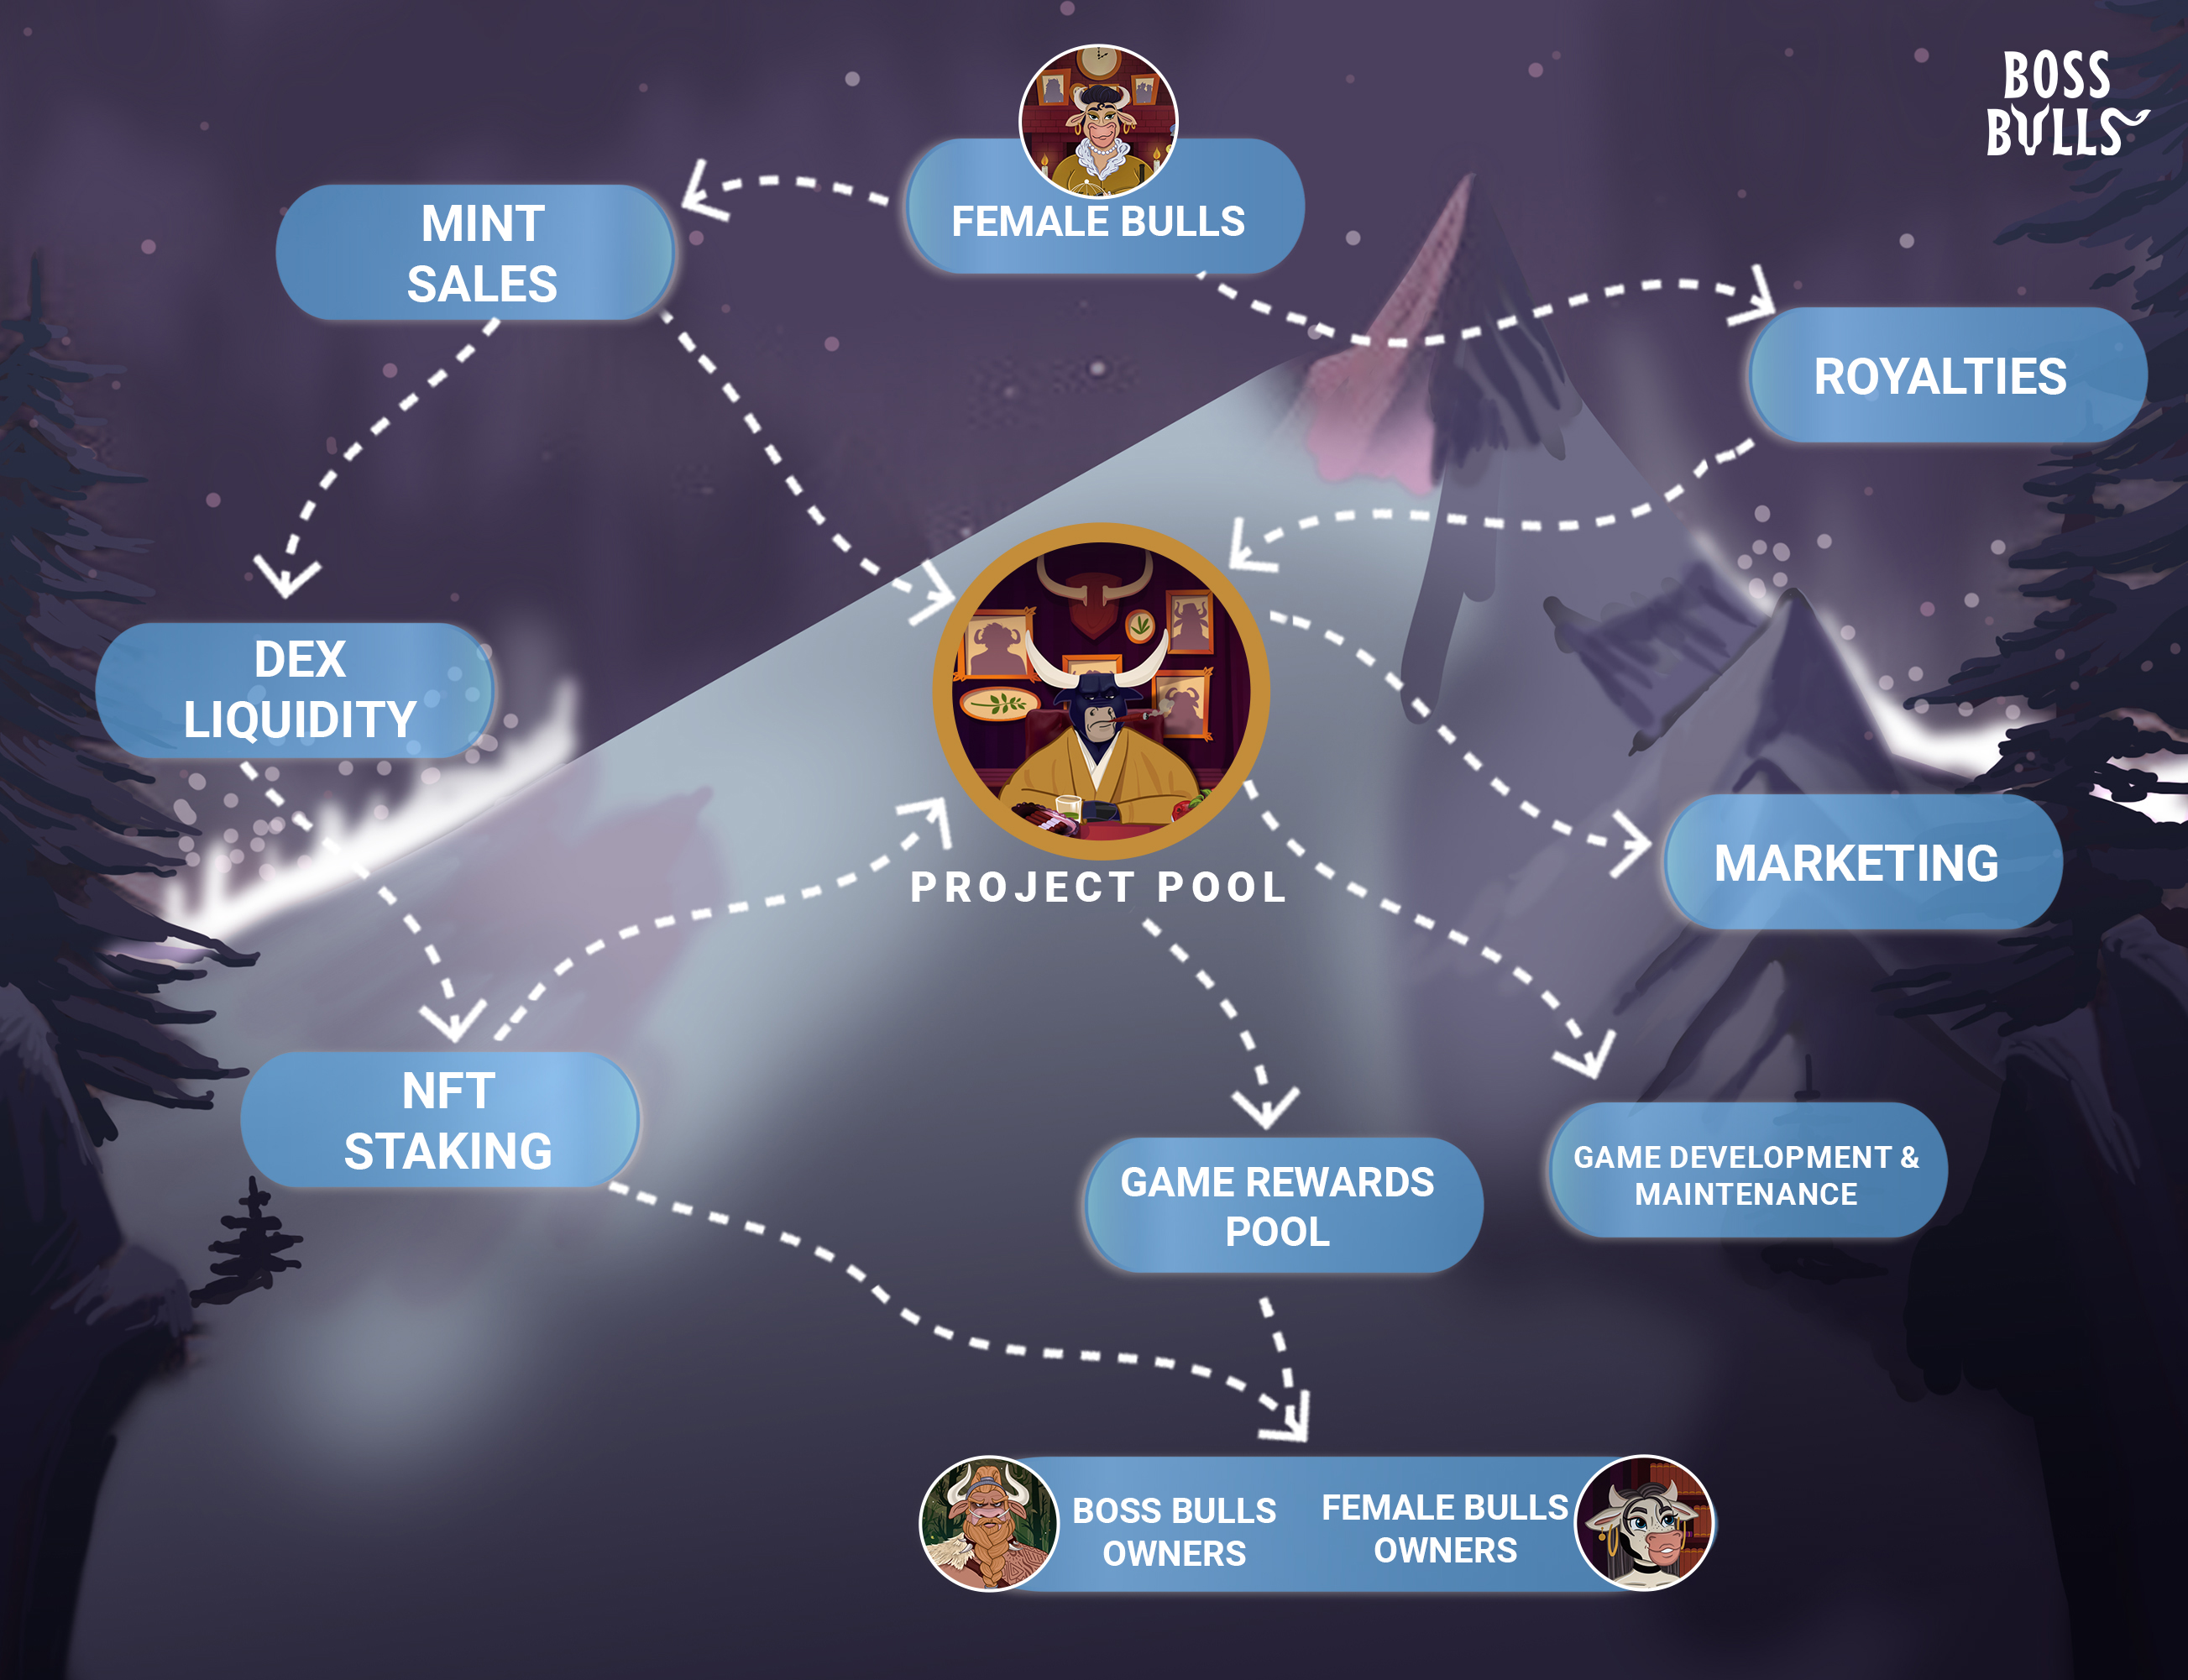 BOSS
BULLS
FEMALE BULLS
MINT
SALES
ROYALTIES
DEX
LIQUIDITY
PROJECT POOL
MARKETING
NFT
STAKING
GAME REWARDS
POOL
GAME DEVELOPMENT &
MAINTENANCE
BOSS BULLS
OWNERS
FEMALE BULLS
OWNERS